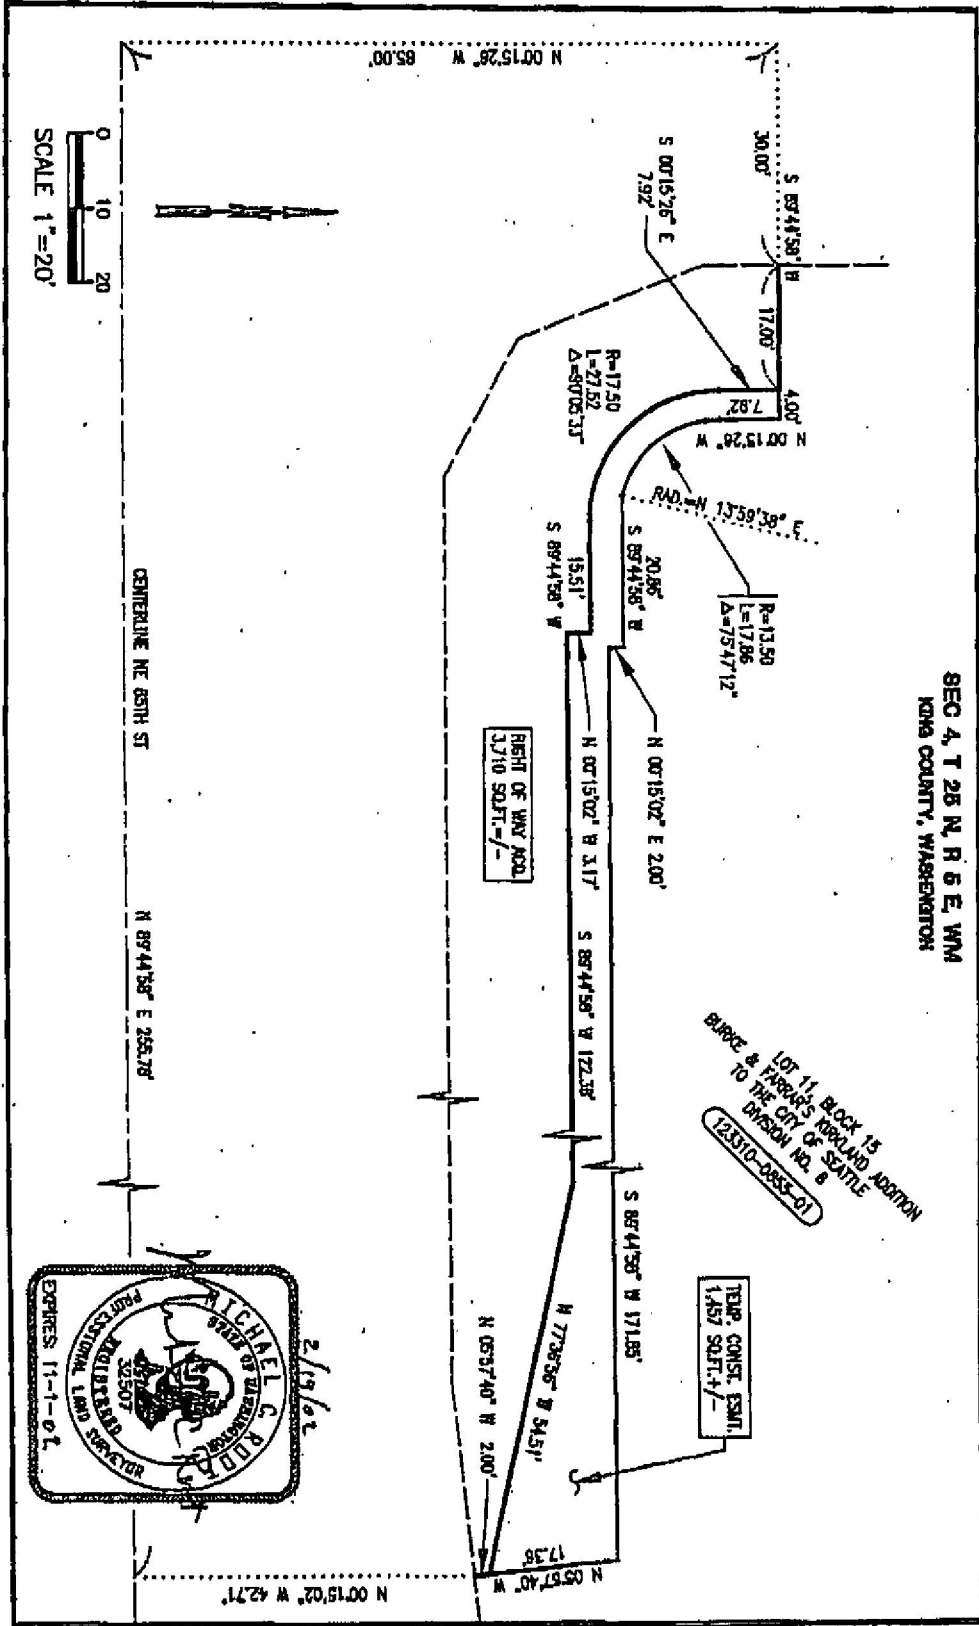 SEC 4, T 25 N, R 5 E, WM
KING COUNTY, WASHINGTON
LOT 11, BLOCK 15
BURKE & FARRAR'S KIRKLAND ADDITION
TO THE CITY OF SEATTLE
DIVISION NO. 8
123310-0855-01
TEMP CONST. ESMT.
1,457 SQ.FT.+/-
S 89°44'58" W
30.00'
17.00'
4.00'
N 00°15'26" W 85.00'
S 00°15'26" E
7.92'
7.92'
N 00°15'26" W
RAD.=N 13°59'38" E
R=13.50
L=17.86
Δ=75°47'12"
R=17.50
L=27.52
Δ=90°05'33"
20.86'
S 89°44'58" W
15.51'
S 89°44'58" W
N 00°15'02" E 2.00'
N 00°15'02" W 3.17'
S 89°44'58" W 172.38'
S 89°44'58" W 171.85'
N 77°36'56" W 54.51'
N 05°57'40" W 2.00'
17.36'
N 05°57'40" W
RIGHT OF WAY ACQ.
3,710 SQ.FT.=/-
N 00°15'02" W 42.71'
CENTERLINE NE 85TH ST
N 89°44'58" E 255.78'
0 10 20
SCALE 1"=20'
2/19/02
MICHAEL G. ROOT
STATE OF WASHINGTON
32507
REGISTERED
PROFESSIONAL LAND SURVEYOR
EXPIRES 11-1-02